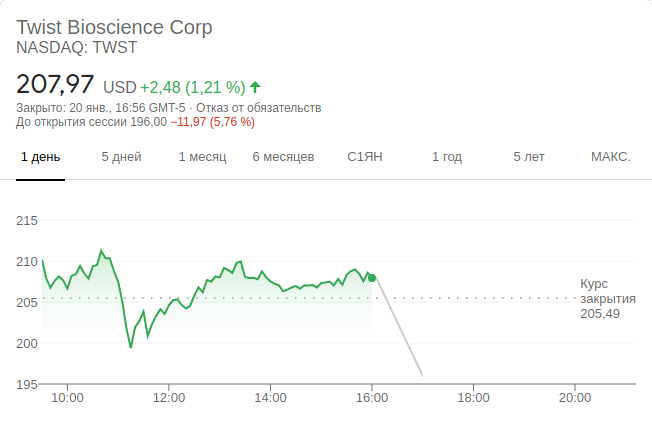 Twist Bioscience Corp
NASDAQ: TWST
207,97 USD +2,48 (1,21 %)
Закрыто: 20 янв., 16:56 GMT-5 · Отказ от обязательств
До открытия сессии 196,00 −11,97 (5,76 %)
1 день 5 дней 1 месяц 6 месяцев С1ЯН 1 год 5 лет МАКС.
215
210
205
200
195
Курс
закрытия
205,49
10:00 12:00 14:00 16:00 18:00 20:00